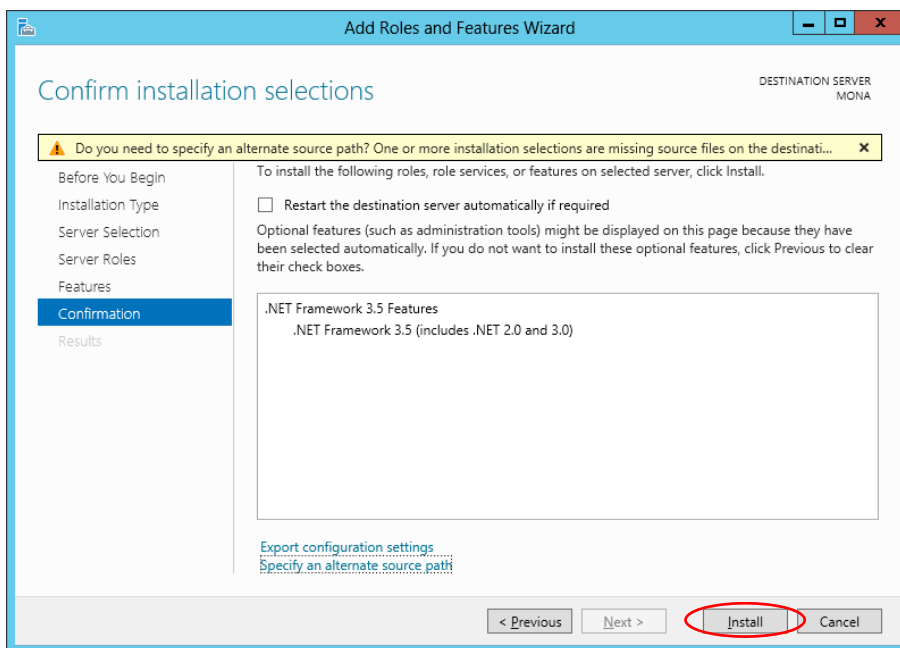 Add Roles and Features Wizard
Confirm installation selections
DESTINATION SERVER
MONA
Do you need to specify an alternate source path? One or more installation selections are missing source files on the destinati...
Before You Begin
Installation Type
Server Selection
Server Roles
Features
Confirmation
Results
To install the following roles, role services, or features on selected server, click Install.
Restart the destination server automatically if required
Optional features (such as administration tools) might be displayed on this page because they have
been selected automatically. If you do not want to install these optional features, click Previous to clear
their check boxes.
.NET Framework 3.5 Features
.NET Framework 3.5 (includes .NET 2.0 and 3.0)
Export configuration settings
Specify an alternate source path
< Previous
Next >
Install
Cancel